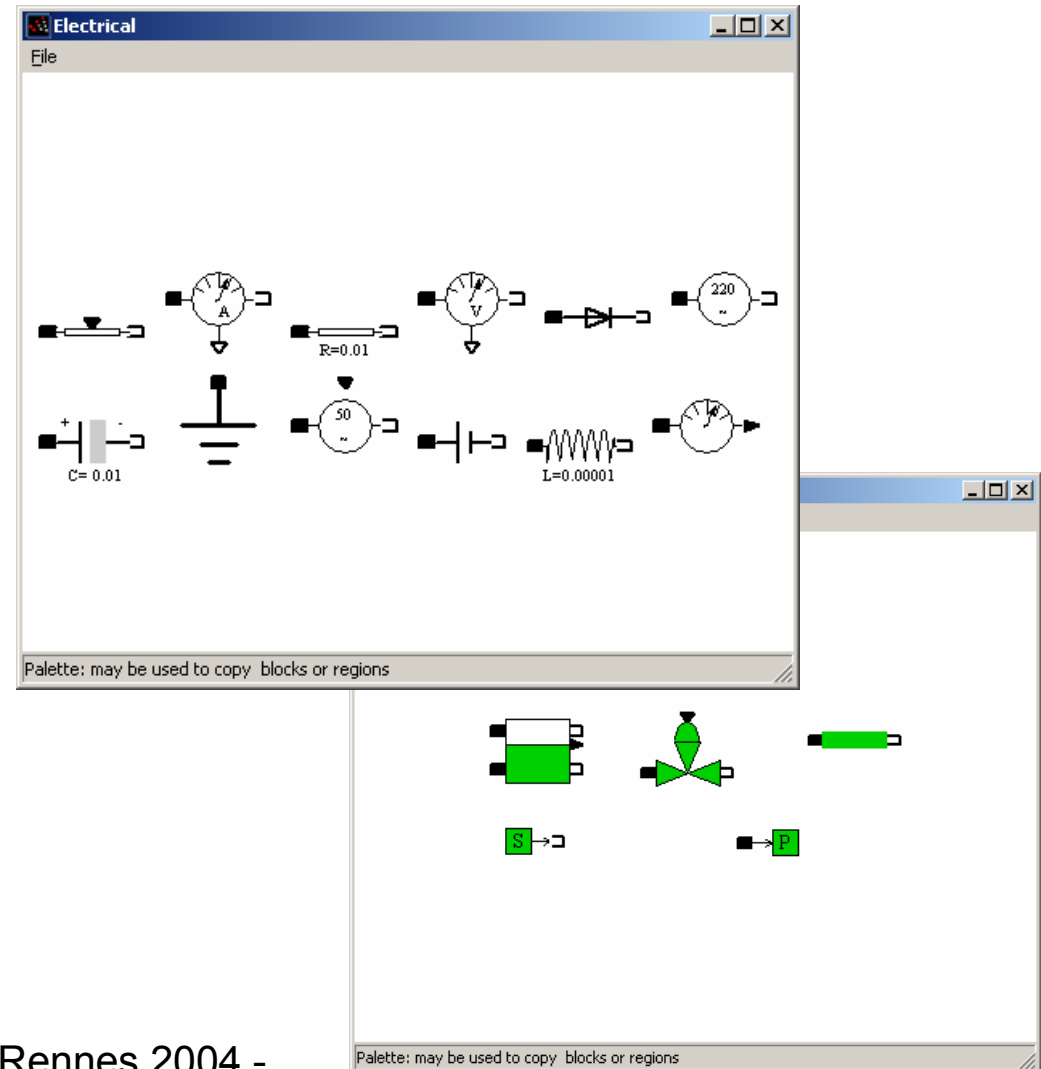 Electrical
File
220
~
A
V
R=0.01
+
-
50
~
C= 0.01
L=0.00001
Palette: may be used to copy blocks or regions
S
P
Rennes 2004 -
Palette: may be used to copy blocks or regions